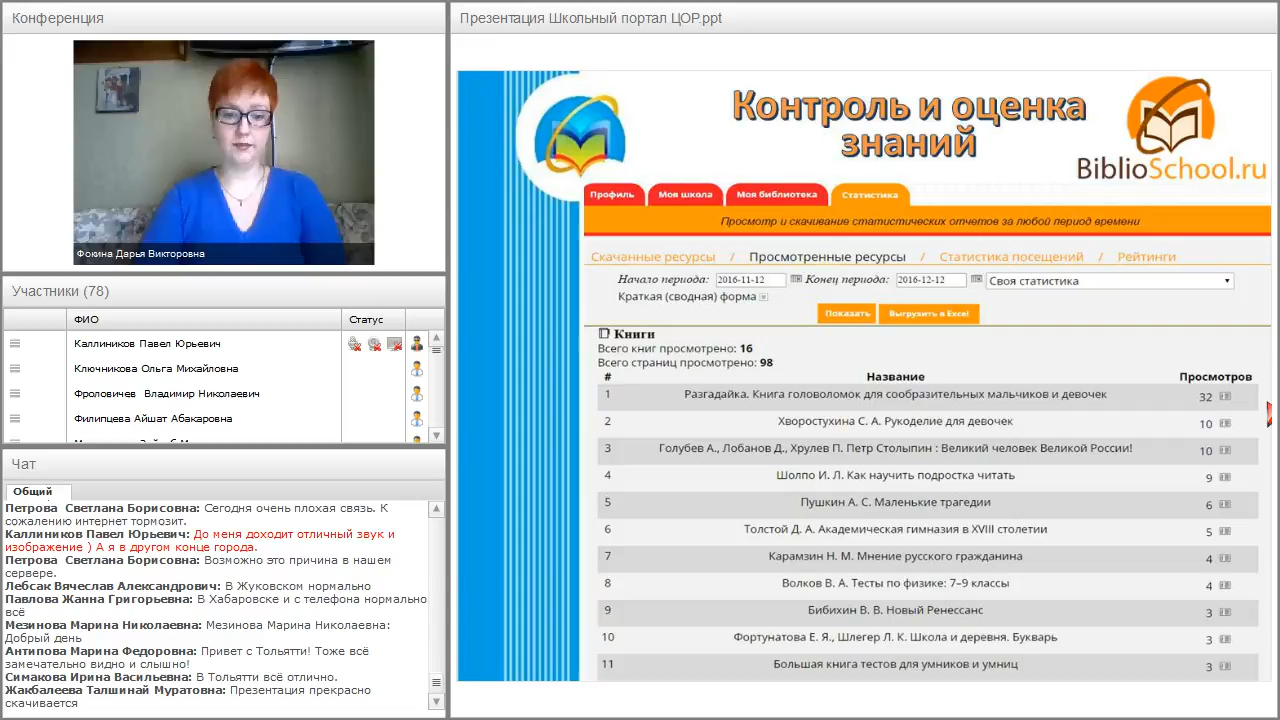 Конференция
Фокина Дарья Викторовна
Участники (78)
ФИО
Статус
Каллиников Павел Юрьевич
Ключникова Ольга Михайловна
Фроловичев Владимир Николаевич
Филипцева Айшат Абакаровна
Чат
Общий
Петрова Светлана Борисовна: Сегодня очень плохая связь. К
сожалению интернет тормозит.
Каллиников Павел Юрьевич: До меня доходит отличный звук и
изображение ) А я в другом конце города.
Петрова Светлана Борисовна: Возможно это причина в нашем
сервере.
Лебсак Вячеслав Александрович: В Жуковском нормально
Павлова Жанна Григорьевна: В Хабаровске и с телефона нормально
всё
Мезинова Марина Николаевна: Мезинова Марина Николаевна:
Добрый день
Антипова Марина Федоровна: Привет с Тольятти! Тоже всё
замечательно видно и слышно!
Симакова Ирина Васильевна: В Тольятти всё отлично.
Жакбалеева Талшинай Муратовна: Презентация прекрасно
скачивается
Презентация Школьный портал ЦОР.ppt
Контроль и оценка
знаний
BiblioSchool.ru
Профиль
Моя школа
Моя библиотека
Статистика
Просмотр и скачивание статистических отчетов за любой период времени
Скачанные ресурсы / Просмотренные ресурсы / Статистика посещений / Рейтинги
Начало периода: 2016-11-12 Конец периода: 2016-12-12 Своя статистика
Краткая (сводная) форма
Показать Выгрузить в Excel
Книги
Всего книг просмотрено: 16
Всего страниц просмотрено: 98
# Название Просмотров
1 Разгадайка. Книга головоломок для сообразительных мальчиков и девочек 32
2 Хворостухина С. А. Рукоделие для девочек 10
3 Голубев А., Лобанов Д., Хрулев П. Петр Столыпин : Великий человек Великой России! 10
4 Шолпо И. Л. Как научить подростка читать 9
5 Пушкин А. С. Маленькие трагедии 6
6 Толстой Д. А. Академическая гимназия в XVIII столетии 5
7 Карамзин Н. М. Мнение русского гражданина 4
8 Волков В. А. Тесты по физике: 7–9 классы 4
9 Бибихин В. В. Новый Ренессанс 3
10 Фортунатова Е. Я., Шлегер Л. К. Школа и деревня. Букварь 3
11 Большая книга тестов для умников и умниц 3